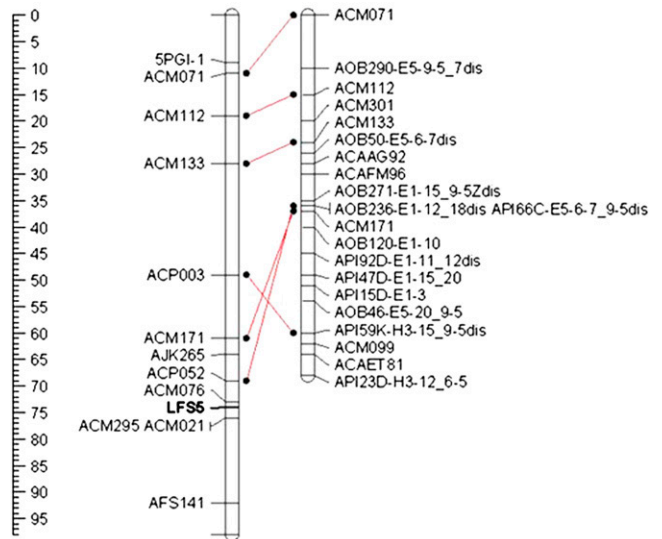 0
5
10
15
20
25
30
35
40
45
50
55
60
65
70
75
80
85
90
95
5PGI-1
ACM071
ACM112
ACM133
ACP003
ACM171
AJK265
ACP052
ACM076
LFS5
ACM295 ACM021
AFS141
ACM071
AOB290-E5-9-5_7dis
ACM112
ACM301
ACM133
AOB50-E5-6-7dis
ACAAG92
ACAFM96
AOB271-E1-15_9-5Zdis
AOB236-E1-12_18dis API66C-E5-6-7_9-5dis
ACM171
AOB120-E1-10
API92D-E1-11_12dis
API47D-E1-15_20
API15D-E1-3
AOB46-E5-20_9-5
API59K-H3-15_9-5dis
ACM099
ACAET81
API23D-H3-12_6-5